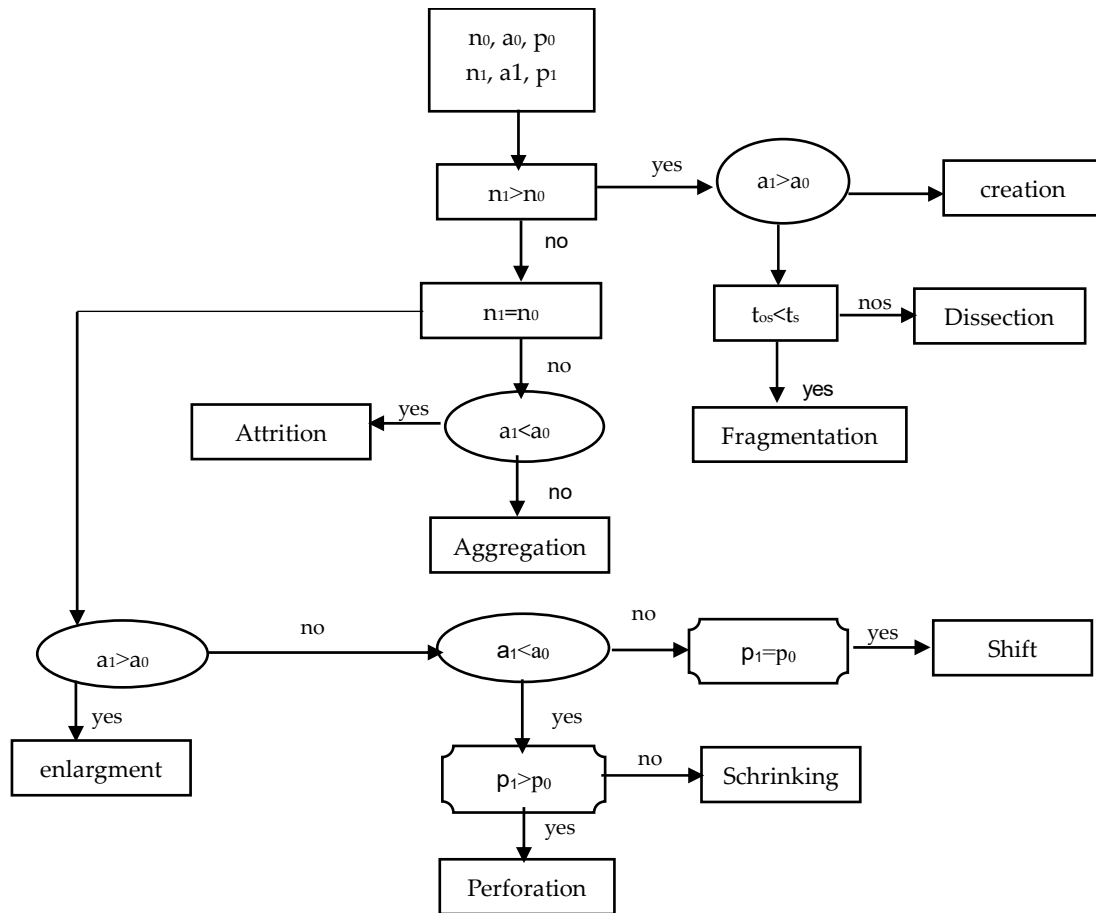 n₀, a₀, p₀
n₁, a1, p₁
n₁>n₀
yes
a₁>a₀
creation
no
n₁=n₀
tₒₛ<tₛ
nos
Dissection
no
yes
Attrition
yes
a₁<a₀
Fragmentation
no
Aggregation
a₁>a₀
no
a₁<a₀
no
p₁=p₀
yes
Shift
yes
enlargment
yes
p₁>p₀
no
Schrinking
yes
Perforation